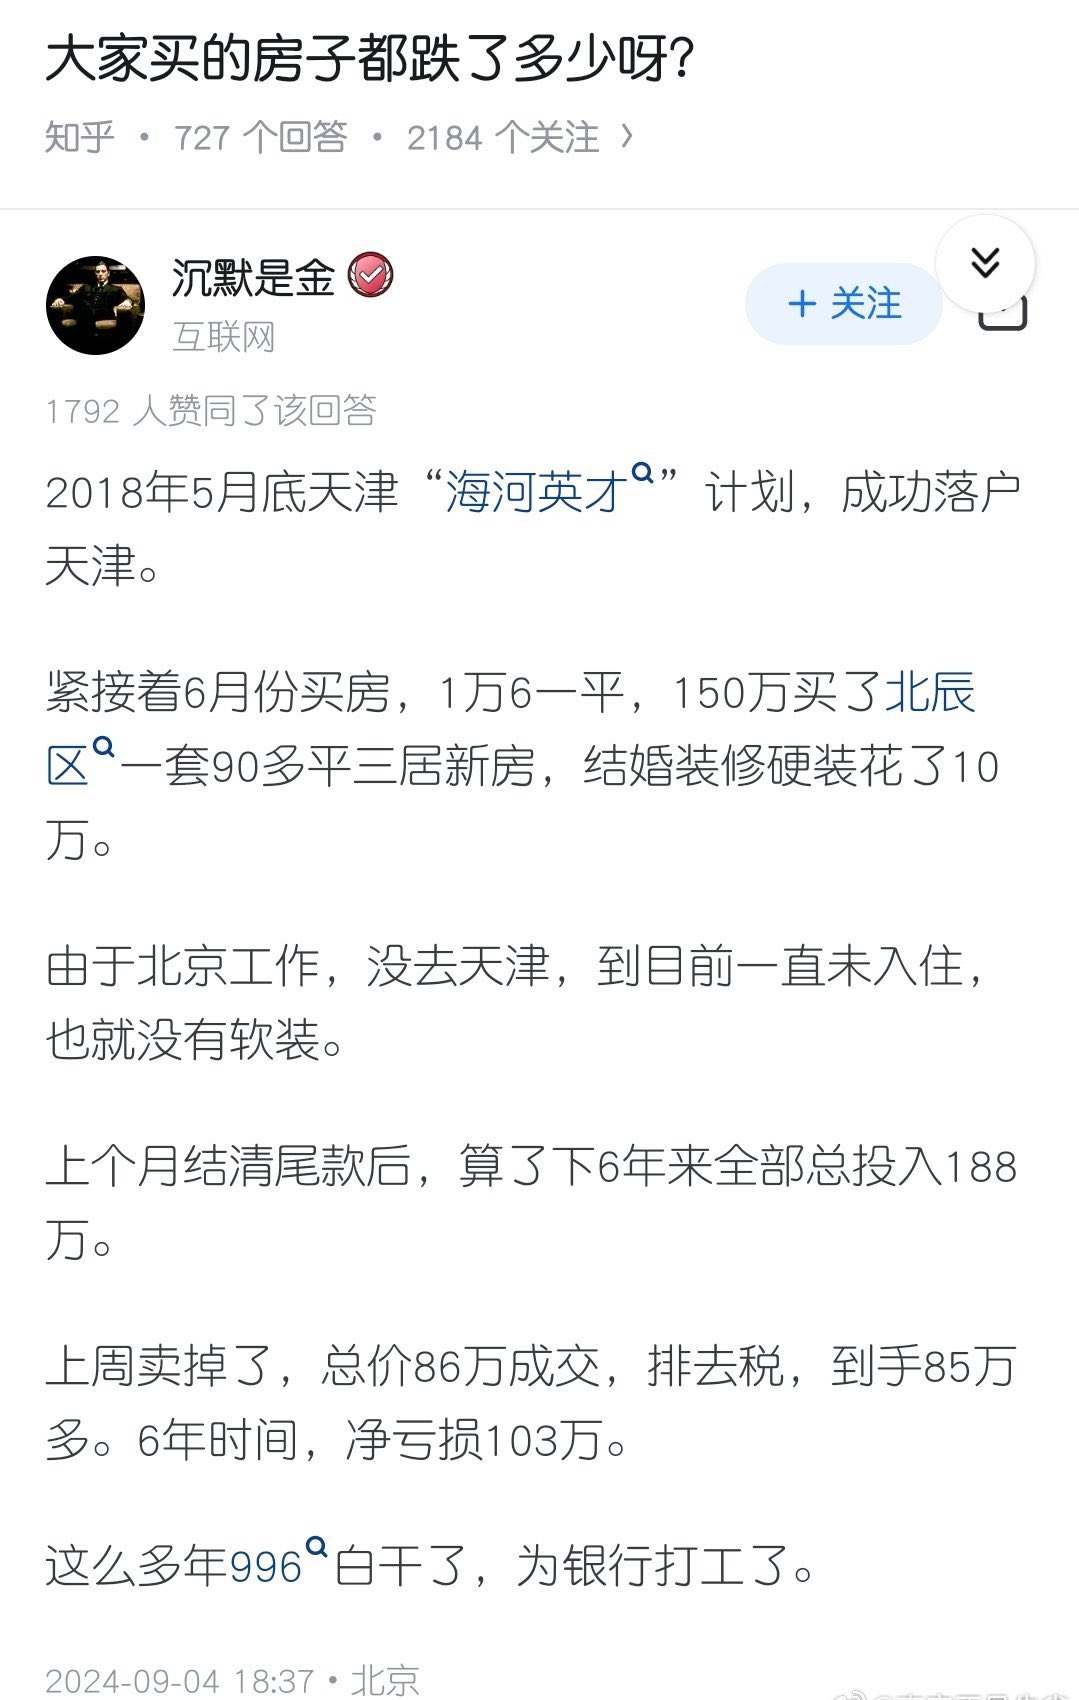 大家买的房子都跌了多少呀?
知乎 · 727 个回答 · 2184 个关注 >
沉默是金
互联网
+ 关注
1792 人赞同了该回答
2018年5月底天津“海河英才”计划，成功落户
天津。
紧接着6月份买房，1万6一平，150万买了北辰
区一套90多平三居新房，结婚装修硬装花了10
万。
由于北京工作，没去天津，到目前一直未入住，
也就没有软装。
上个月结清尾款后，算了下6年来全部总投入188
万。
上周卖掉了，总价86万成交，排去税，到手85万
多。6年时间，净亏损103万。
这么多年996白干了，为银行打工了。
2024-09-04 18:37 · 北京